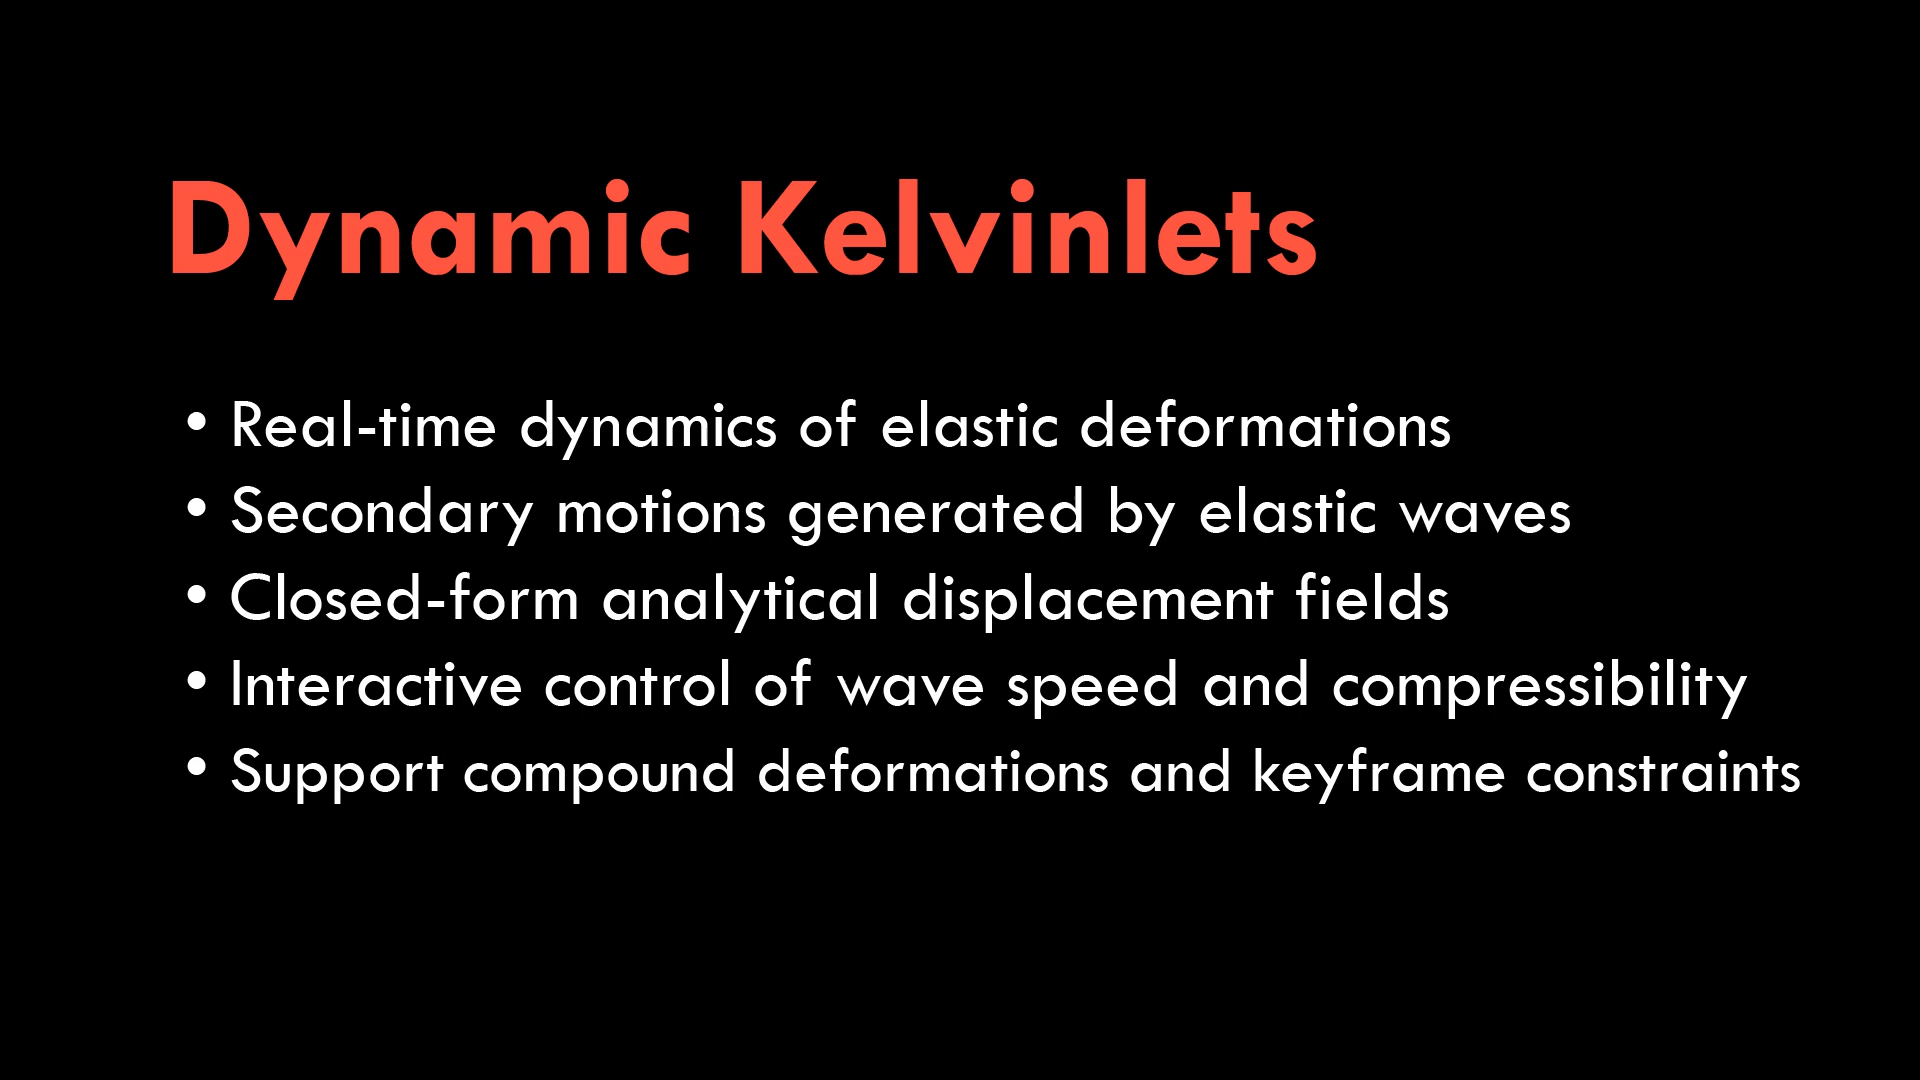 Dynamic Kelvinlets
• Real-time dynamics of elastic deformations
• Secondary motions generated by elastic waves
• Closed-form analytical displacement fields
• Interactive control of wave speed and compressibility
• Support compound deformations and keyframe constraints